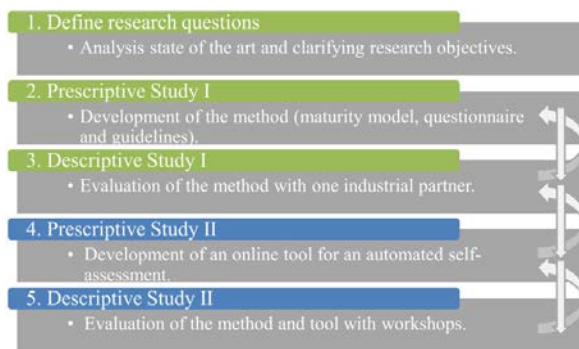 1. Define research questions
• Analysis state of the art and clarifying research objectives.
2. Prescriptive Study I
• Development of the method (maturity model, questionnaire
and guidelines).
3. Descriptive Study I
• Evaluation of the method with one industrial partner.
4. Prescriptive Study II
• Development of an online tool for an automated self-
assessment.
5. Descriptive Study II
• Evaluation of the method and tool with workshops.